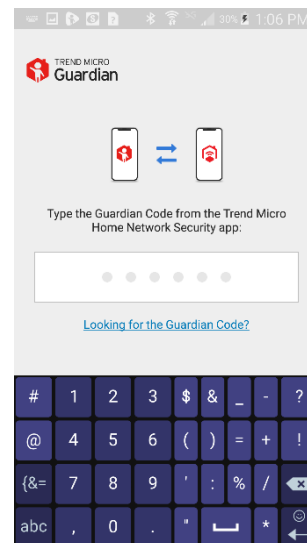 30% 1:06 PM
TREND MICRO
Guardian
Type the Guardian Code from the Trend Micro
Home Network Security app:
Looking for the Guardian Code?
# 1 2 3 $ & _ - ?
@ 4 5 6 ( ) = + !
{&= 7 8 9 ' : % /
abc , 0 . " *